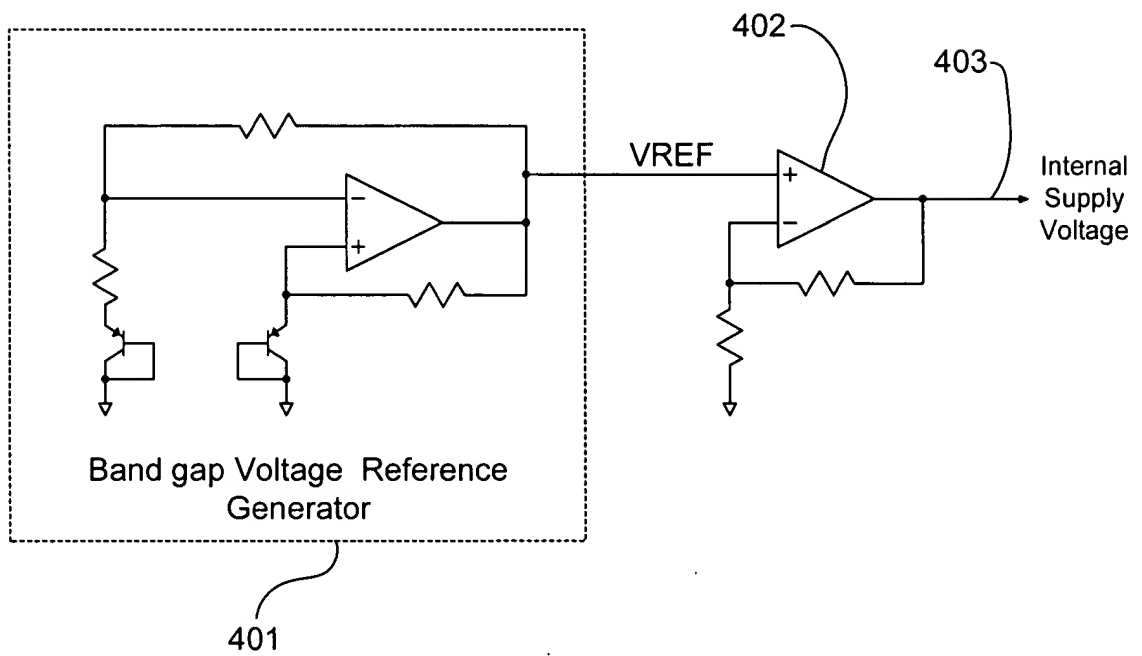 402
403
VREF
Internal
Supply
Voltage
−
+
+
−
Band gap Voltage Reference
Generator
401